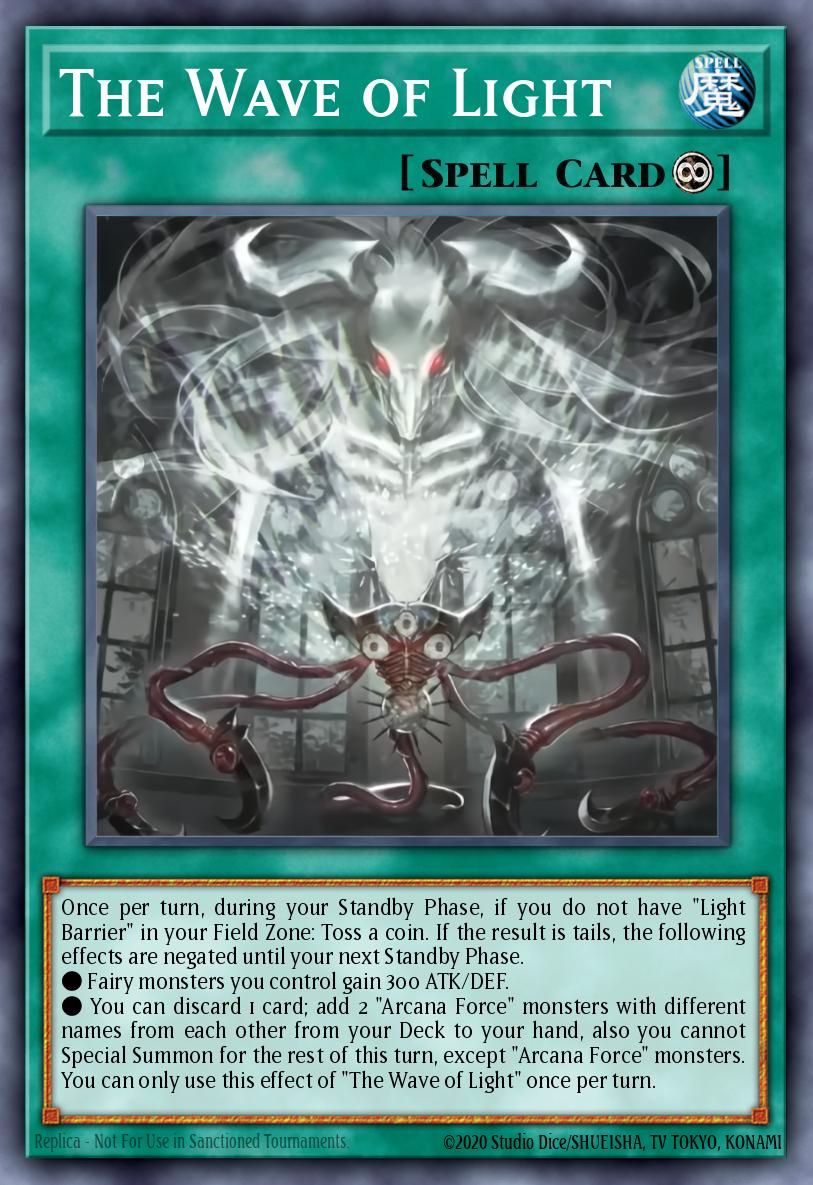 The Wave of Light
SPELL
魔
[Spell Card]
Once per turn, during your Standby Phase, if you do not have "Light
Barrier" in your Field Zone: Toss a coin. If the result is tails, the following
effects are negated until your next Standby Phase.
● Fairy monsters you control gain 300 ATK/DEF.
● You can discard 1 card; add 2 "Arcana Force" monsters with different
names from each other from your Deck to your hand, also you cannot
Special Summon for the rest of this turn, except "Arcana Force" monsters.
You can only use this effect of "The Wave of Light" once per turn.
Replica - Not For Use in Sanctioned Tournaments.
©2020 Studio Dice/SHUEISHA, TV TOKYO, KONAMI